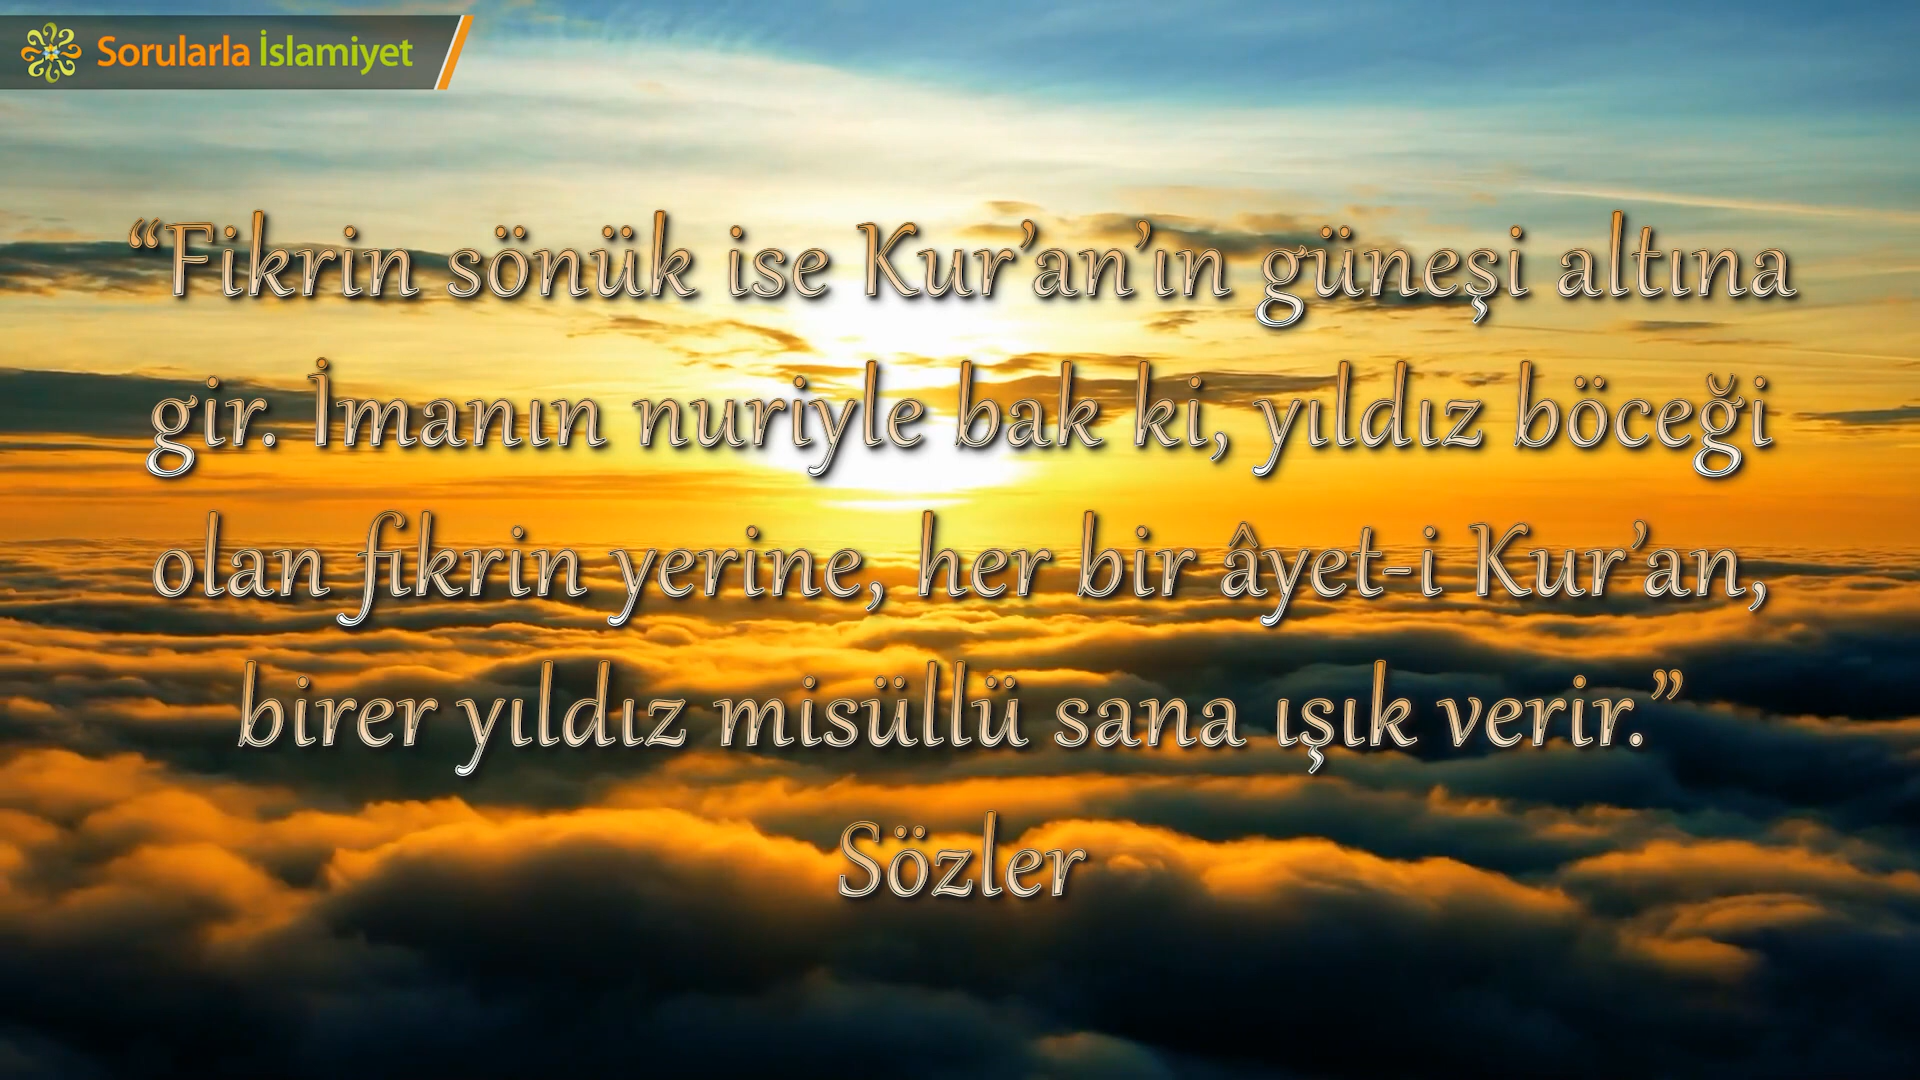 Sorularla İslamiyet
“Fikrin sönük ise Kur’an’ın güneşi altına
gir. İmanın nuriyle bak ki, yıldız böceği
olan fikrin yerine, her bir âyet-i Kur’an,
birer yıldız misüllü sana ışık verir.”
Sözler